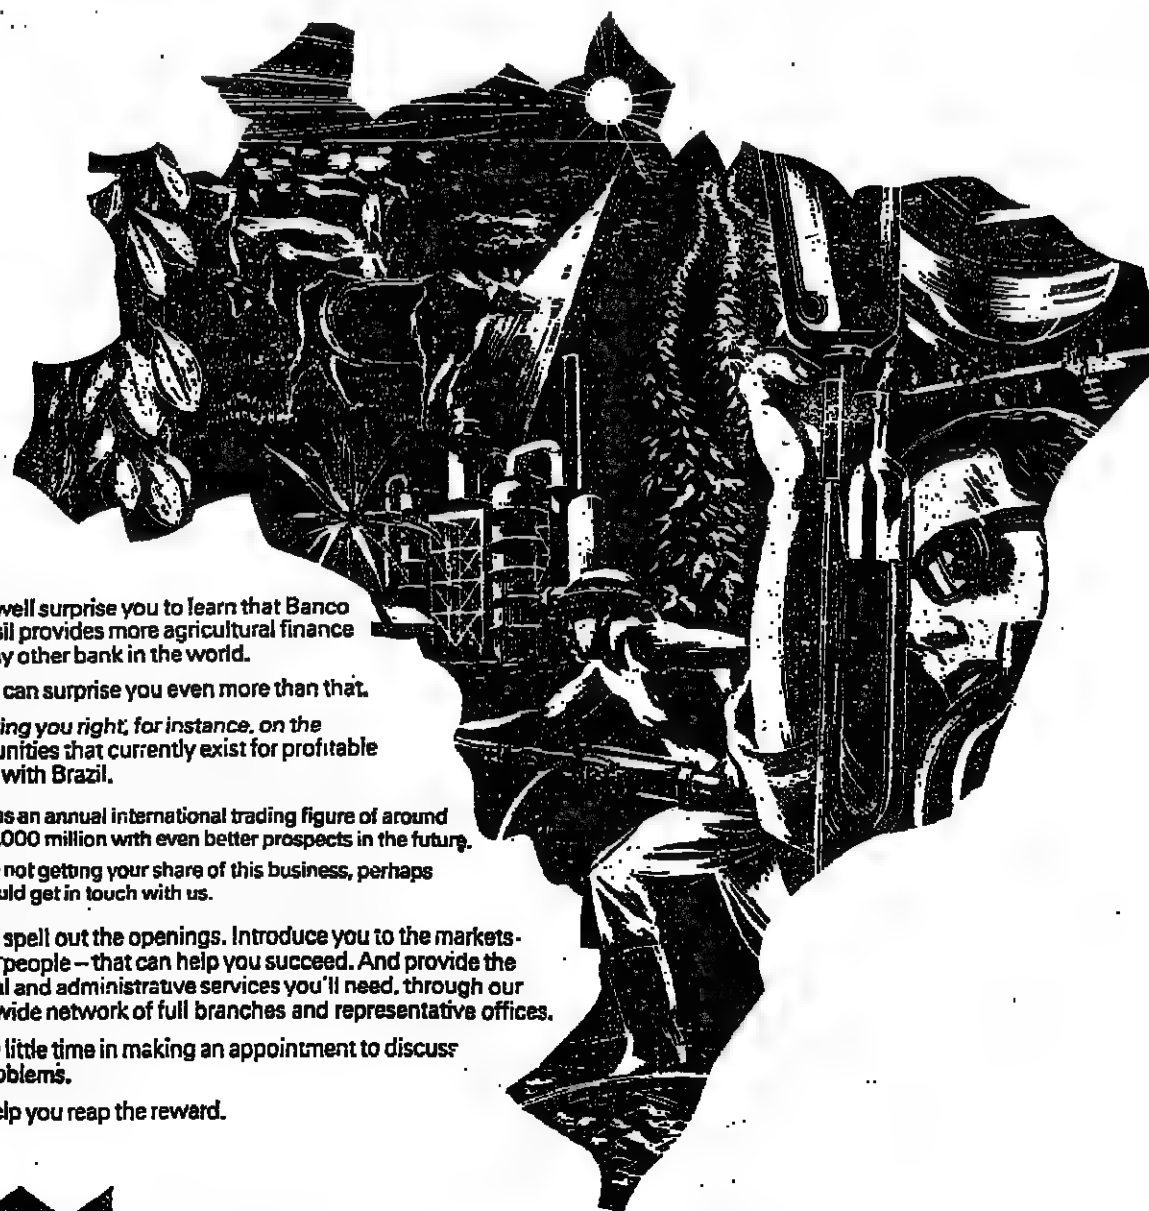 well surprise you to learn that Banco
sil provides more agricultural finance
y other bank in the world.
can surprise you even more than that.
ing you right, for instance, on the
unities that currently exist for profitable
with Brazil.
as an annual international trading figure of around
,000 million with even better prospects in the future.
not getting your share of this business, perhaps
uld get in touch with us.
spell out the openings. Introduce you to the markets-
people – that can help you succeed. And provide the
al and administrative services you'll need, through our
wide network of full branches and representative offices.
little time in making an appointment to discuss
oblems.
elp you reap the reward.